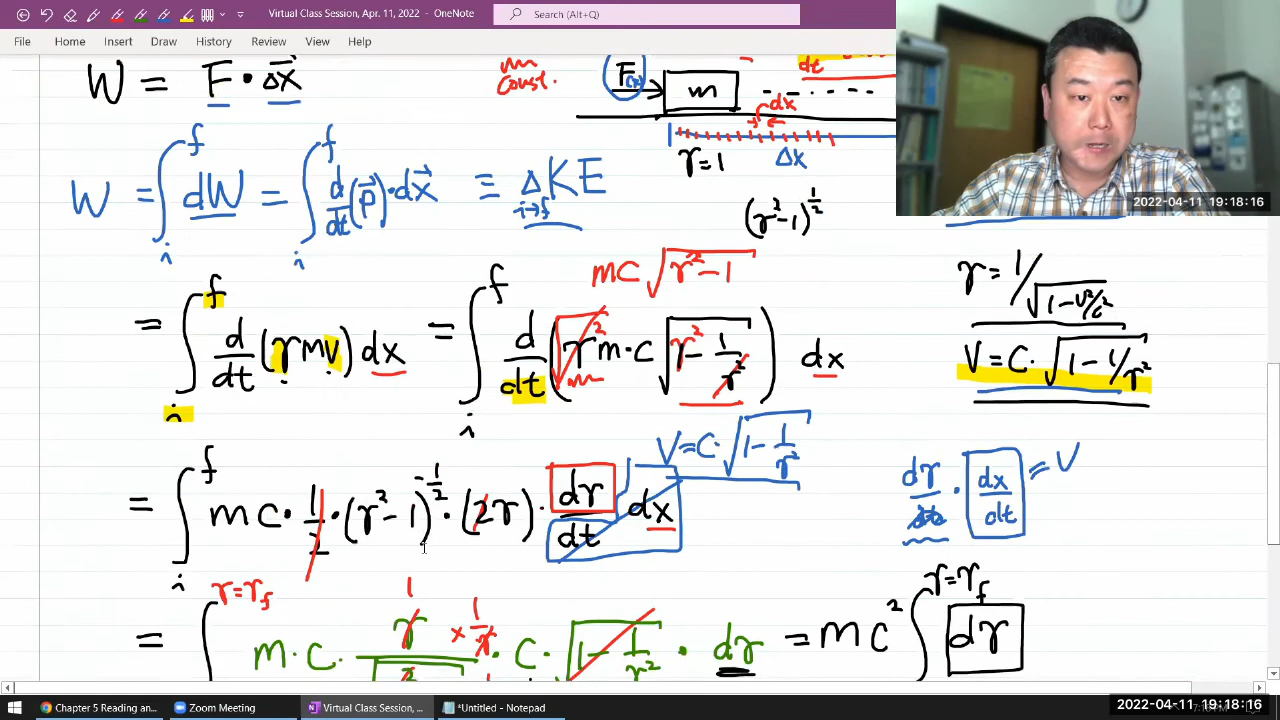 Virtual Class Session, Apr. 11, 2022 - OneNote
Search (Alt+Q)
File Home Insert Draw History Review View Help
W = F · Δx
m Const.
F m
dx
dt
γ=1
Δx
W = ∫ dW = ∫ d/dt (p) · dx ≡ ΔKE
i f i f i→f
(γ²-1)^1/2
mc √γ²-1
= ∫ d/dt (γmv) dx = ∫ d/dt (γm·c √γ² - 1/γ²) dx
i f i f
γ = 1/√1-v²/c²
v = c·√1-1/γ²
v=c·√1-1/γ²
= ∫ mc · 1/2 · (γ²-1)^-1/2 · (2γ) · dγ/dt dx
i f
dγ/dt · dx/dt = v
γ=γf
= ∫ m·c· γ ×1/γ · c · √1-1/γ² · dγ = mc² ∫ dγ
γ=γf
2022-04-11 19:18:16
Chapter 5 Reading an...
Zoom Meeting
Virtual Class Session,...
*Untitled - Notepad
2022-04-11 19:18:16